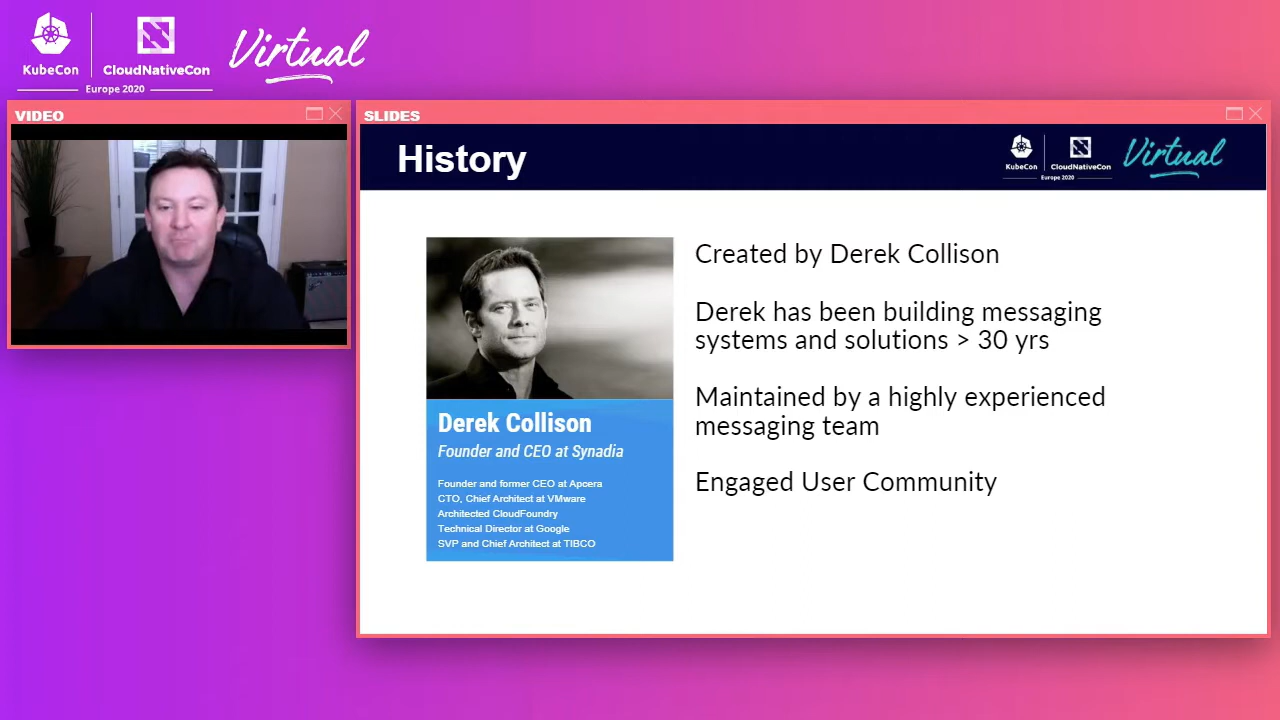 KubeCon
CloudNativeCon
Europe 2020
Virtual
VIDEO
SLIDES
History
KubeCon
CloudNativeCon
Europe 2020
Virtual
Derek Collison
Founder and CEO at Synadia
Founder and former CEO at Apcera
CTO, Chief Architect at VMware
Architected CloudFoundry
Technical Director at Google
SVP and Chief Architect at TIBCO
Created by Derek Collison
Derek has been building messaging
systems and solutions > 30 yrs
Maintained by a highly experienced
messaging team
Engaged User Community